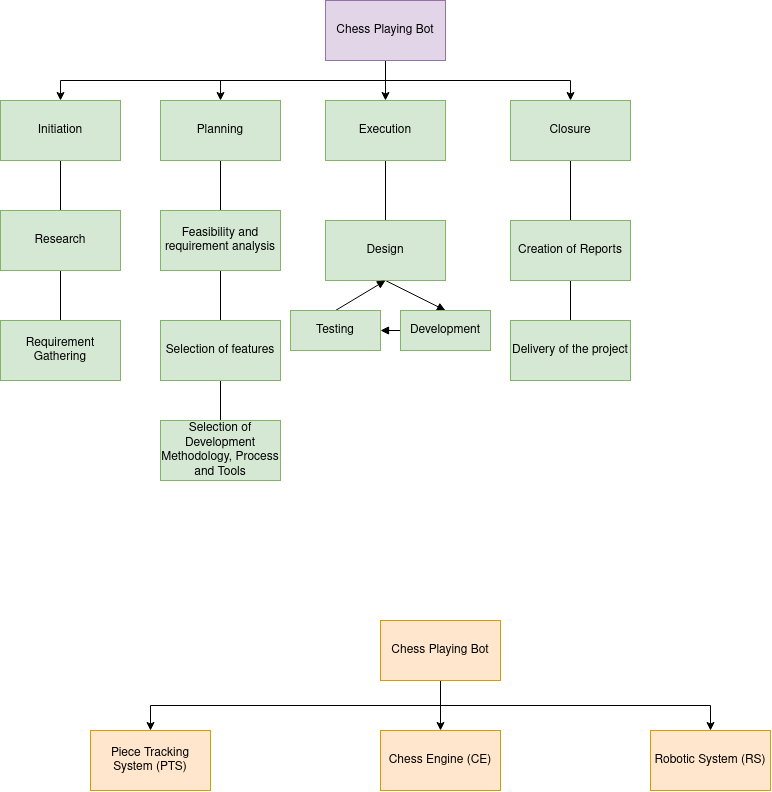 Chess Playing Bot
Initiation
Planning
Execution
Closure
Research
Feasibility and
requirement analysis
Design
Creation of Reports
Testing
Development
Requirement
Gathering
Selection of features
Delivery of the project
Selection of
Development
Methodology, Process
and Tools
Chess Playing Bot
Piece Tracking
System (PTS)
Chess Engine (CE)
Robotic System (RS)